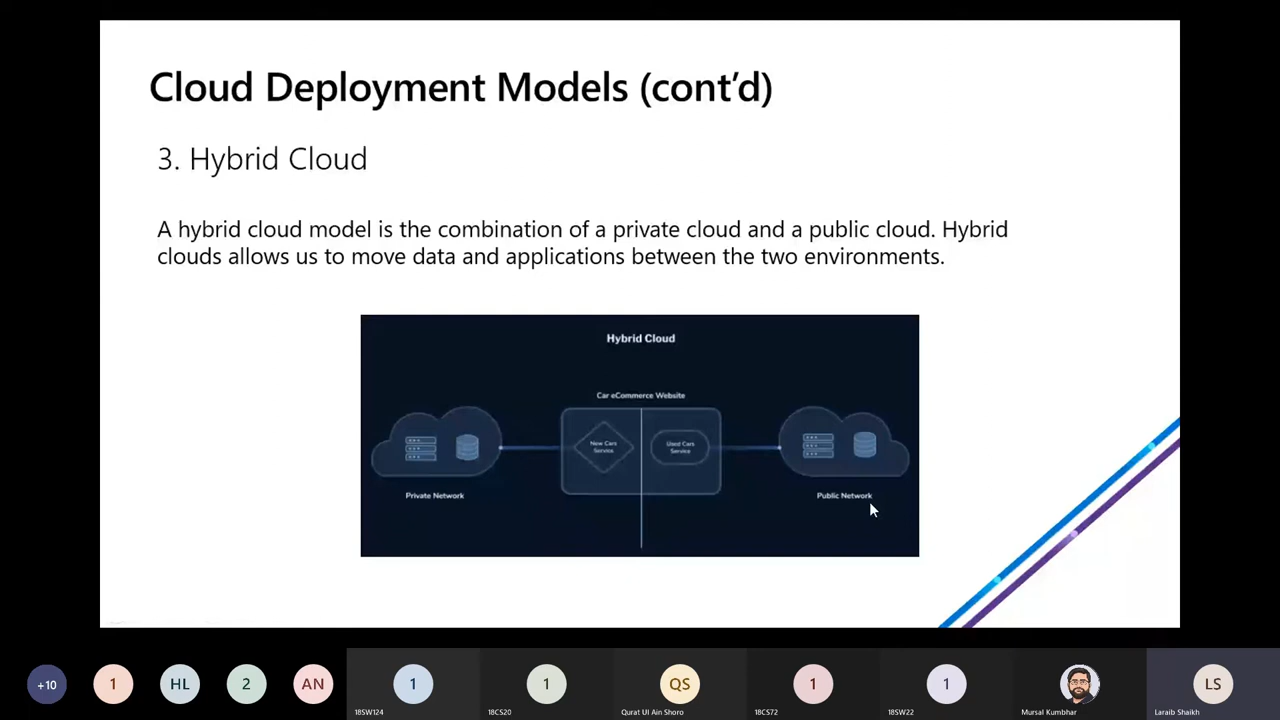 Cloud Deployment Models (cont'd)
3. Hybrid Cloud
A hybrid cloud model is the combination of a private cloud and a public cloud. Hybrid
clouds allows us to move data and applications between the two environments.
Hybrid Cloud
Car eCommerce Website
New Cars
Service
Used Cars
Service
Private Network
Public Network
+10
1
HL
2
AN
1
1
QS
1
1
LS
18SW124
18CS20
Qurat Ul Ain Shoro
18CS72
18SW22
Mursal Kumbhar
Laraib Shaikh